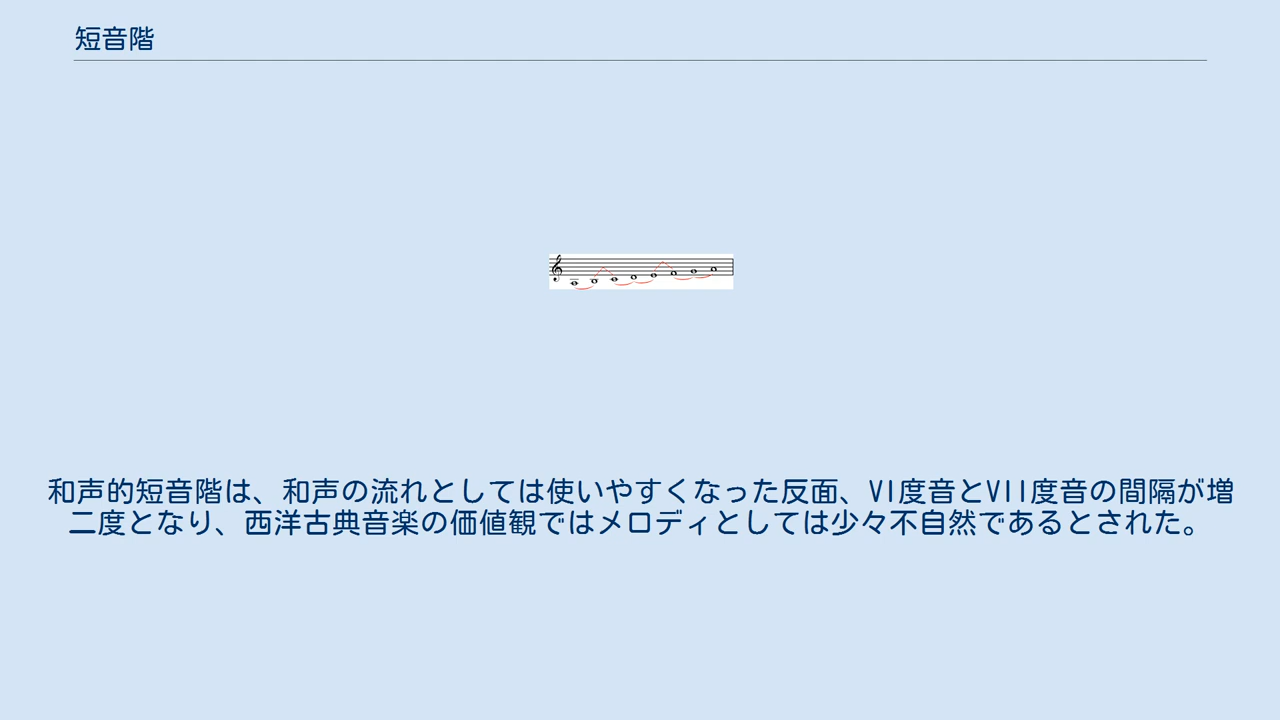 短音階
和声的短音階は、和声の流れとしては使いやすくなった反面、VI度音とVII度音の間隔が増
二度となり、西洋古典音楽の価値観ではメロディとしては少々不自然であるとされた。